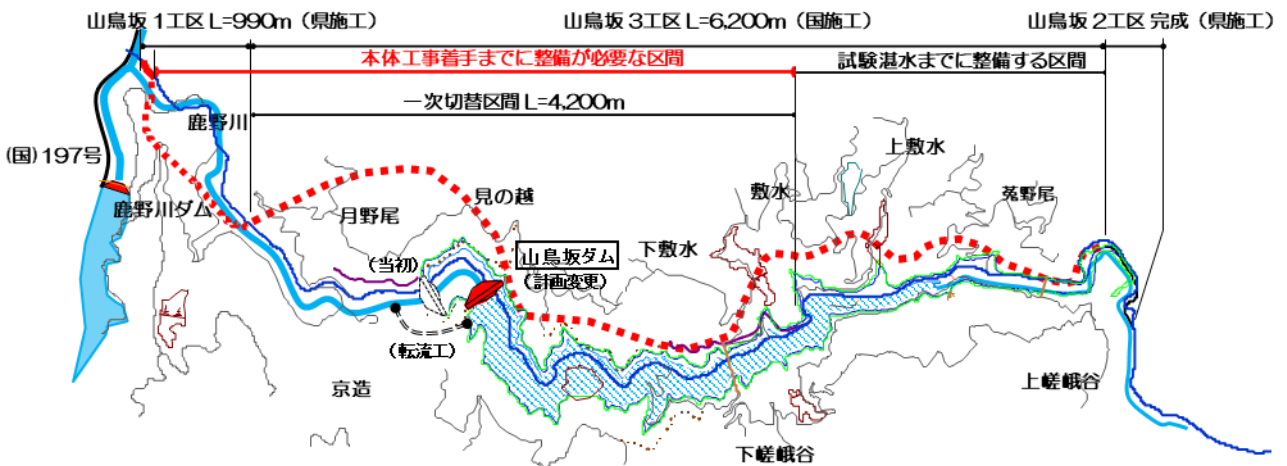 山鳥坂 1工区 L=990m（県施工）
山鳥坂 3工区 L=6,200m（国施工）
山鳥坂 2工区 完成（県施工）
本体工事着手までに整備が必要な区間
試験湛水までに整備する区間
一次切替区間 L=4,200m
鹿野川
(国)197号
上敷水
敷水
菟野尾
見の越
鹿野川ダム
月野尾
山鳥坂ダム
下敷水
(当初)
(計画変更)
(転流工)
京造
上嵯峨谷
下嵯峨谷